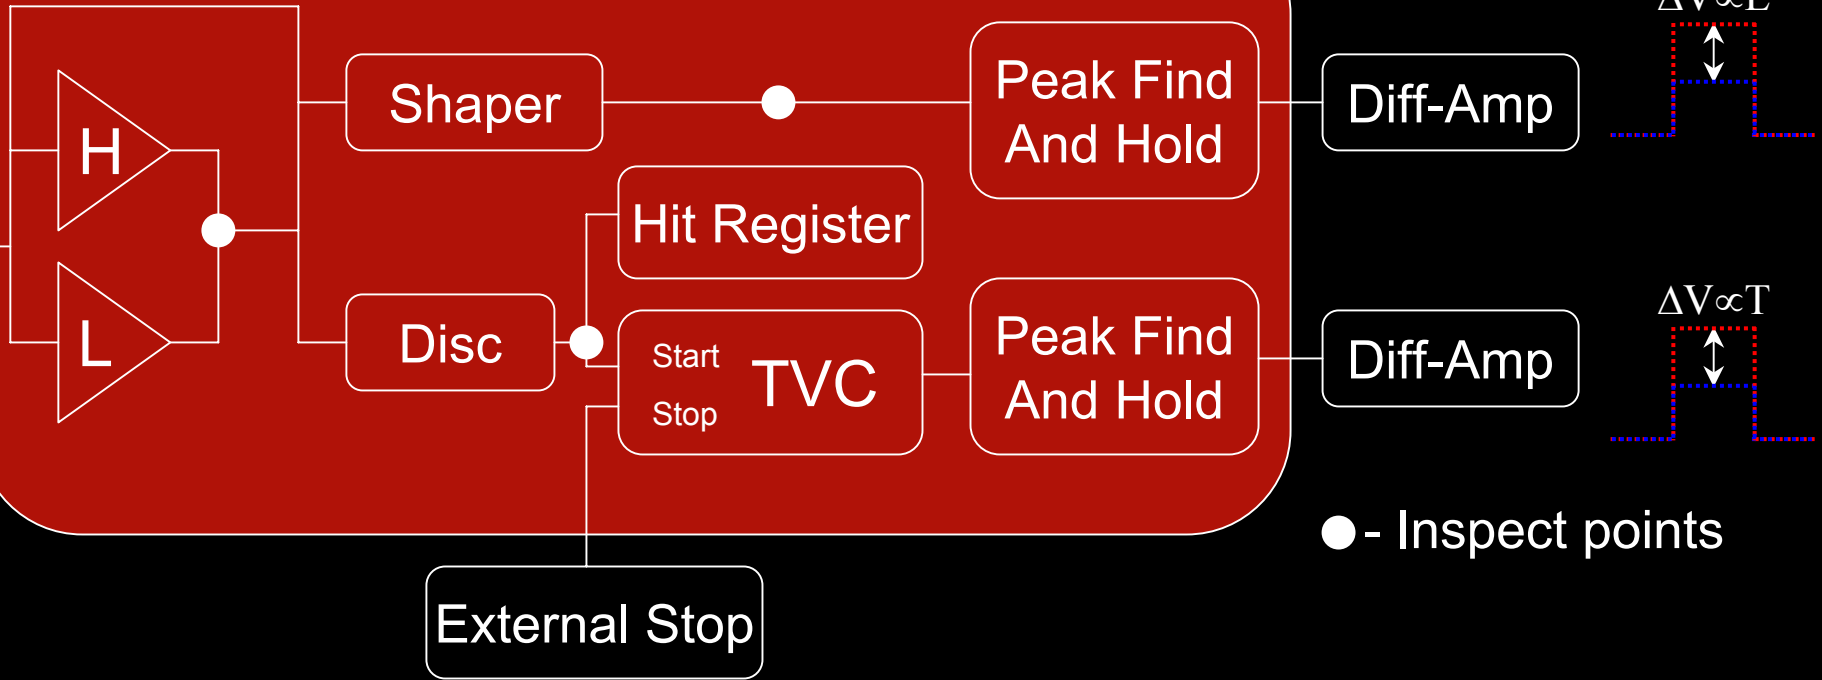 ΔV∝E
H
Shaper
Peak Find
And Hold
Diff-Amp
Hit Register
L
Disc
Start
Stop
TVC
Peak Find
And Hold
Diff-Amp
ΔV∝T
- Inspect points
External Stop